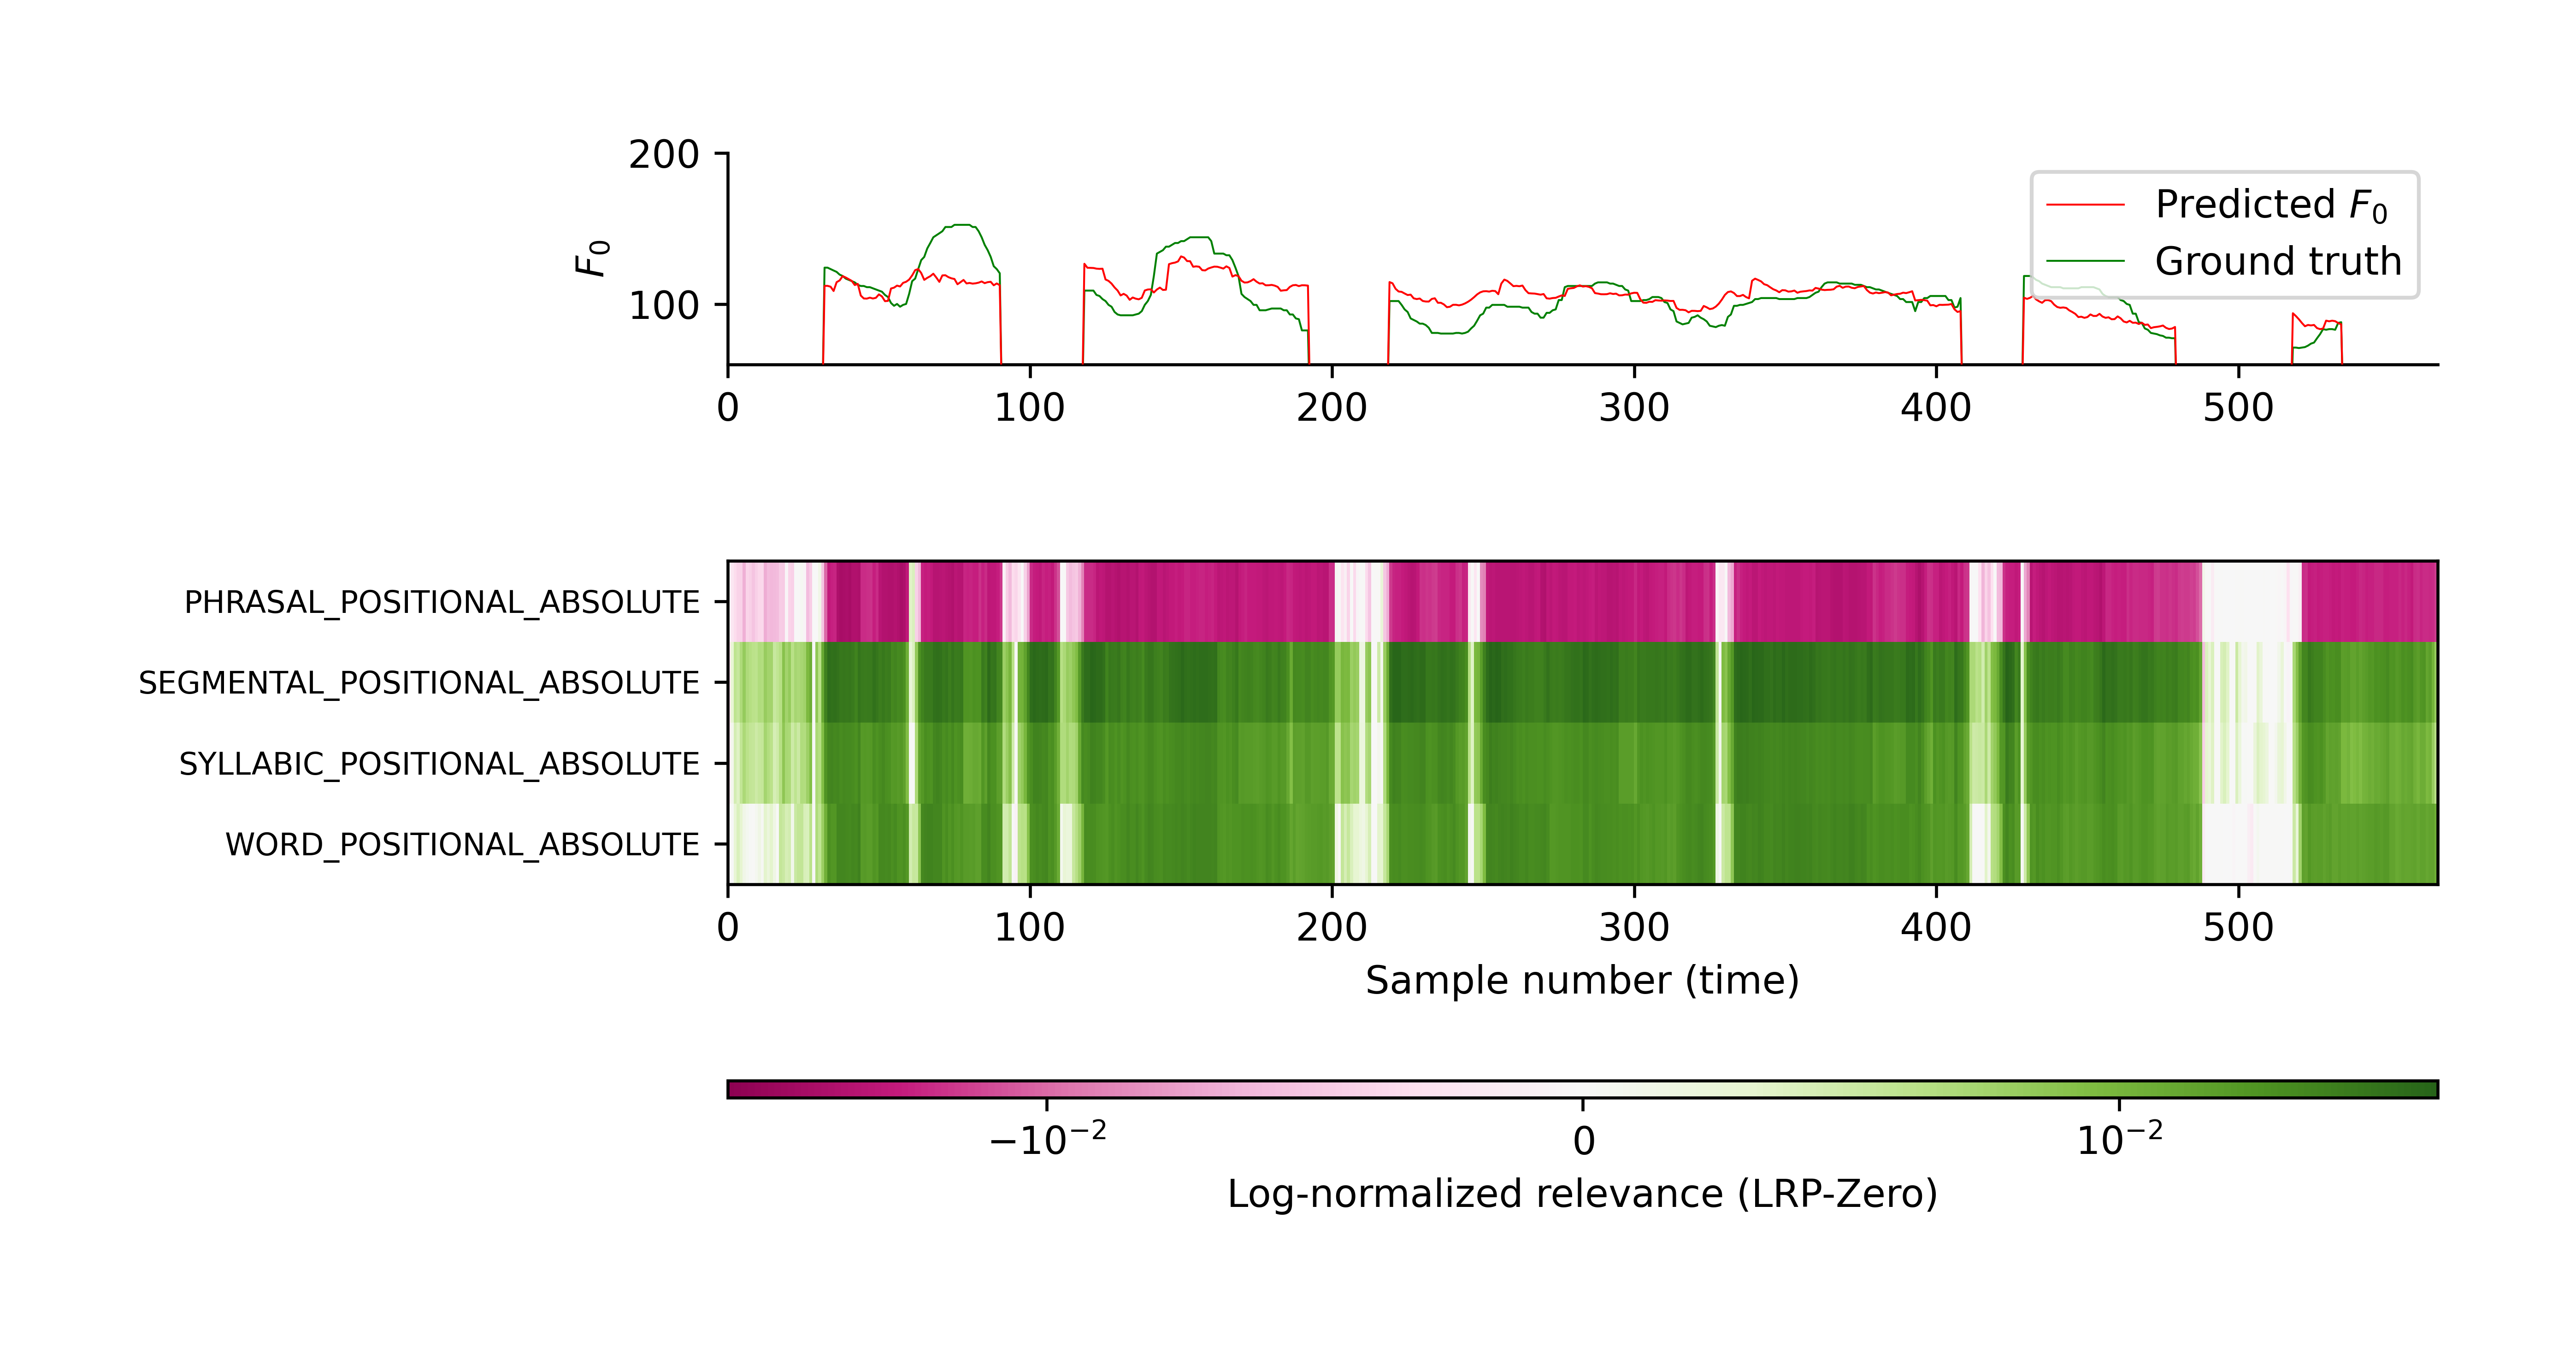 200
100
F₀
Predicted F₀
Ground truth
0 100 200 300 400 500
PHRASAL_POSITIONAL_ABSOLUTE
SEGMENTAL_POSITIONAL_ABSOLUTE
SYLLABIC_POSITIONAL_ABSOLUTE
WORD_POSITIONAL_ABSOLUTE
0 100 200 300 400 500
Sample number (time)
−10⁻² 0 10⁻²
Log-normalized relevance (LRP-Zero)